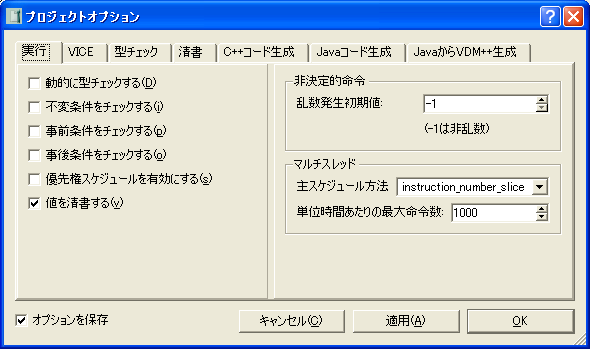 プロジェクトオプション
実行 VICE 型チェック 清書 C++コード生成 Javaコード生成 JavaからVDM++生成
動的に型チェックする(D)
不変条件をチェックする(i)
事前条件をチェックする(p)
事後条件をチェックする(o)
優先権スケジュールを有効にする(s)
値を清書する(v)
非決定的命令
乱数発生初期値: -1
(-1は非乱数)
マルチスレッド
主スケジュール方法 instruction_number_slice
単位時間あたりの最大命令数: 1000
オプションを保存 キャンセル(C) 適用(A) OK